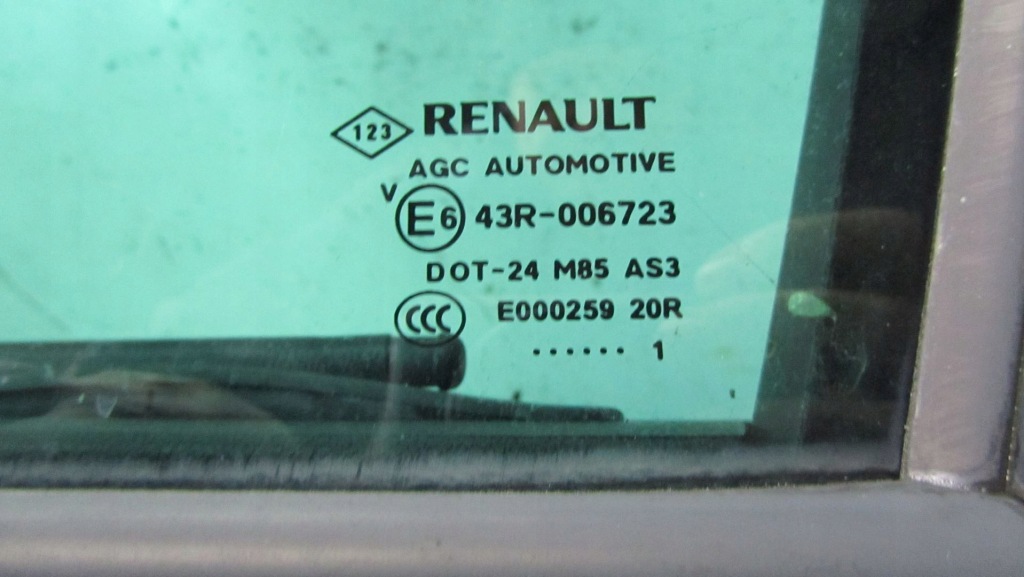 123 RENAULT
AGC AUTOMOTIVE
V
E6 43R-006723
DOT-24 M85 AS3
CCC E000259 20R
...... 1